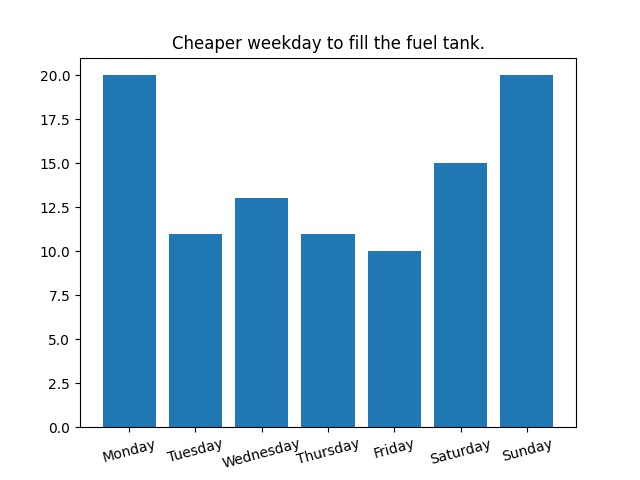 Cheaper weekday to fill the fuel tank.
20.0
17.5
15.0
12.5
10.0
7.5
5.0
2.5
0.0
Monday
Tuesday
Wednesday
Thursday
Friday
Saturday
Sunday